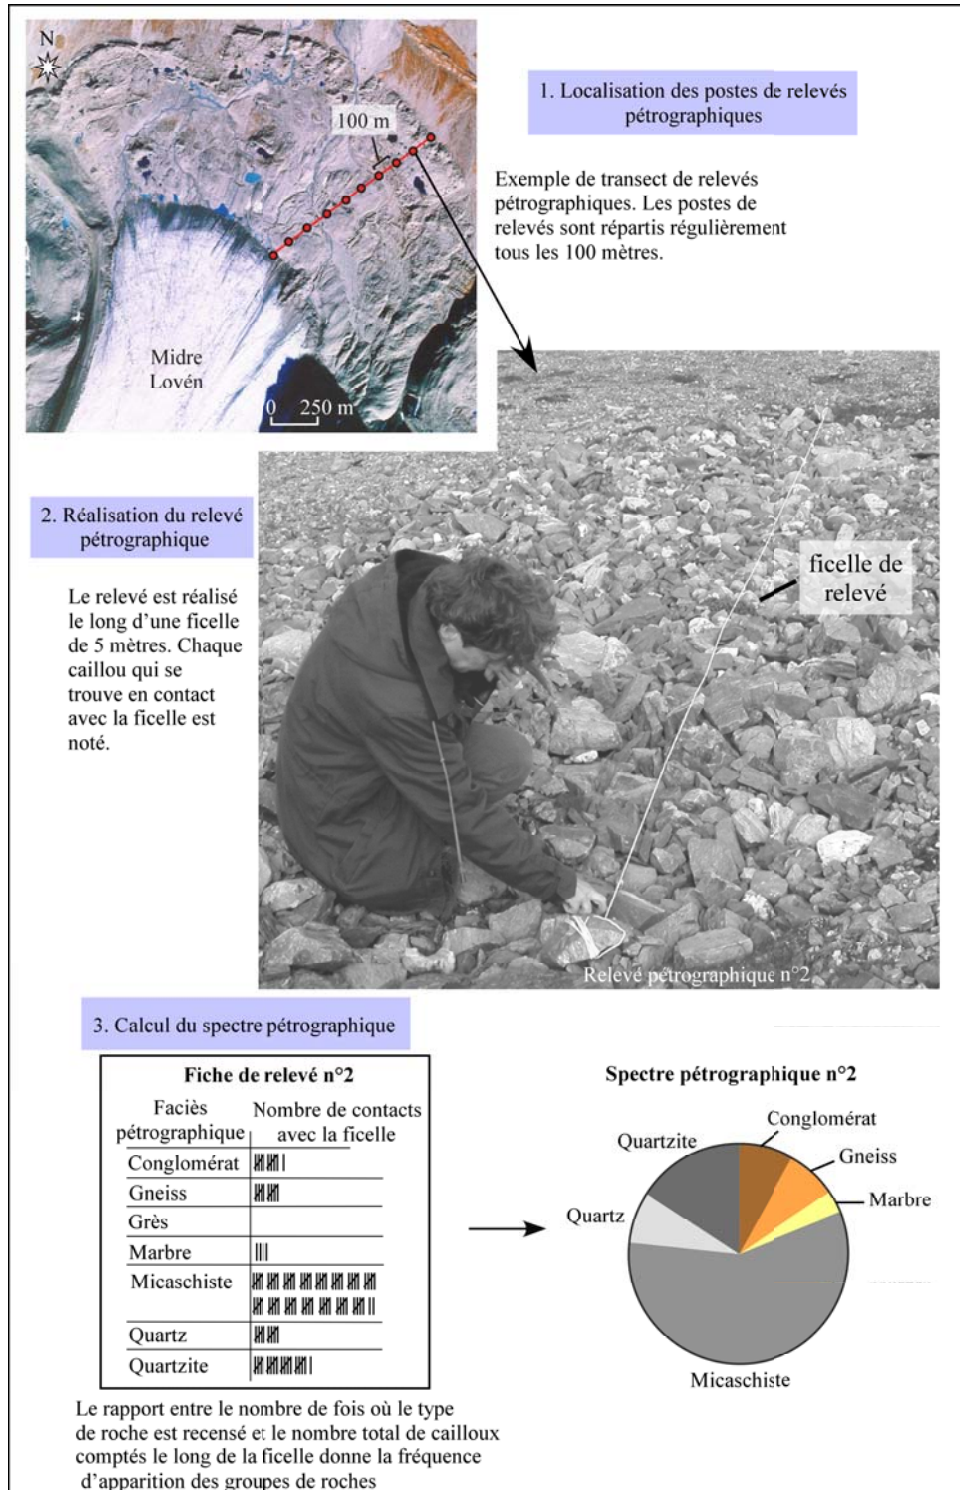 N
100 m
Midre
Lovén
0 250 m
1. Localisation des postes de relevés
pétrographiques
Exemple de transect de relevés
pétrographiques. Les postes de
relevés sont répartis régulièrement
tous les 100 mètres.
2. Réalisation du relevé
pétrographique
Le relevé est réalisé
le long d'une ficelle
de 5 mètres. Chaque
caillou qui se
trouve en contact
avec la ficelle est
noté.
ficelle de
relevé
Relevé pétrographique n°2
3. Calcul du spectre pétrographique
Fiche de relevé n°2
Faciès
pétrographique
Nombre de contacts
avec la ficelle
Conglomérat
Gneiss
Grès
Marbre
Micaschiste
Quartz
Quartzite
Spectre pétrographique n°2
Conglomérat
Quartzite
Gneiss
Marbre
Quartz
Micaschiste
Le rapport entre le nombre de fois où le type
de roche est recensé et le nombre total de cailloux
comptés le long de la ficelle donne la fréquence
d'apparition des groupes de roches